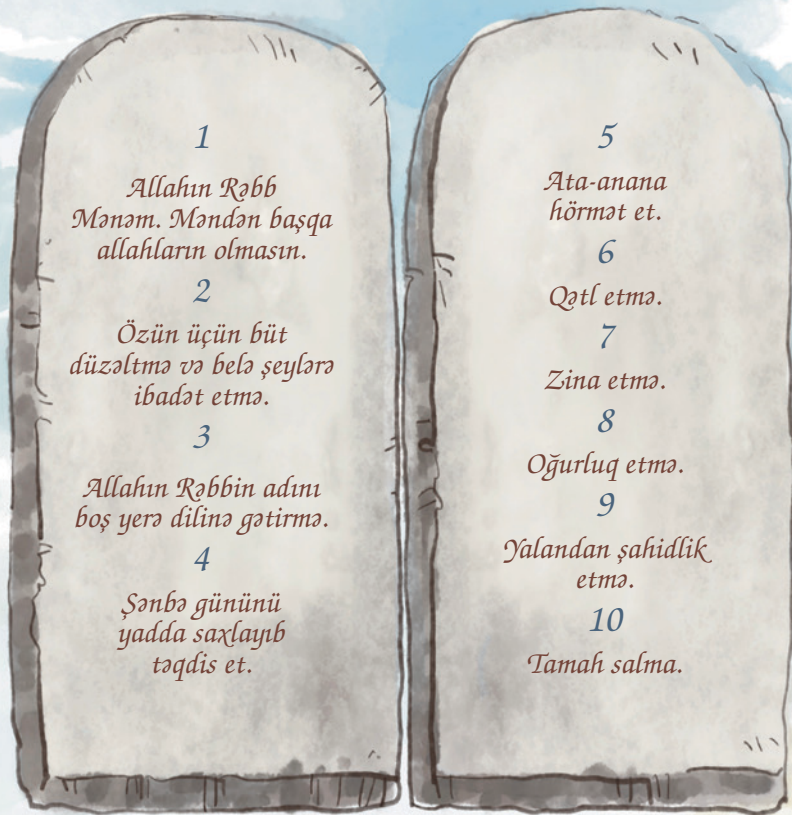 1
Allahın Rəbb
Mənəm. Məndən başqa
allahların olmasın.
2
Özün üçün büt
düzəltmə və belə şeylərə
ibadət etmə.
3
Allahın Rəbbin adını
boş yerə dilinə gətirmə.
4
Şənbə gününü
yadda saxlayıb
təqdis et.
5
Ata-anana
hörmət et.
6
Qətl etmə.
7
Zina etmə.
8
Oğurluq etmə.
9
Yalandan şahidlik
etmə.
10
Tamah salma.